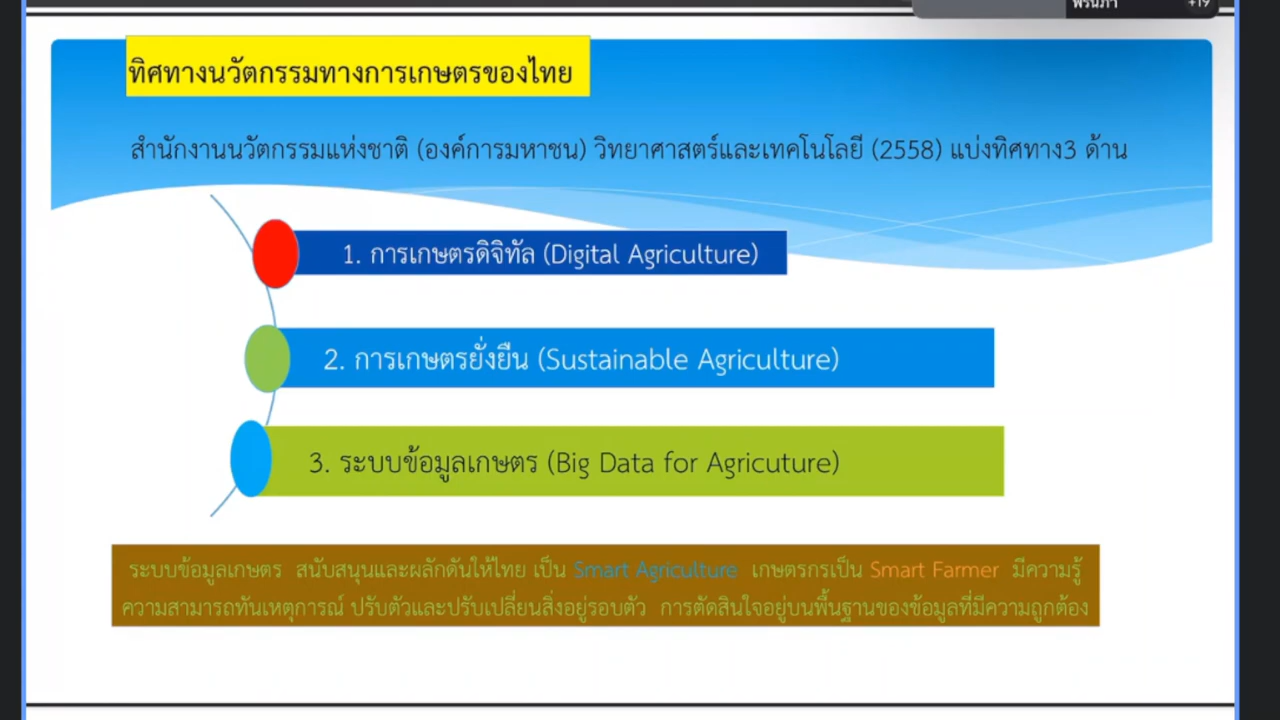 พรนภา
+19
ทิศทางนวัตกรรมทางการเกษตรของไทย
สำนักงานนวัตกรรมแห่งชาติ (องค์การมหาชน) วิทยาศาสตร์และเทคโนโลยี (2558) แบ่งทิศทาง3 ด้าน
1. การเกษตรดิจิทัล (Digital Agriculture)
2. การเกษตรยั่งยืน (Sustainable Agriculture)
3. ระบบข้อมูลเกษตร (Big Data for Agricuture)
ระบบข้อมูลเกษตร สนับสนุนและผลักดันให้ไทย เป็น Smart Agriculture เกษตรกรเป็น Smart Farmer มีความรู้
ความสามารถทันเหตุการณ์ ปรับตัวและปรับเปลี่ยนสิ่งอยู่รอบตัว การตัดสินใจอยู่บนพื้นฐานของข้อมูลที่มีความถูกต้อง